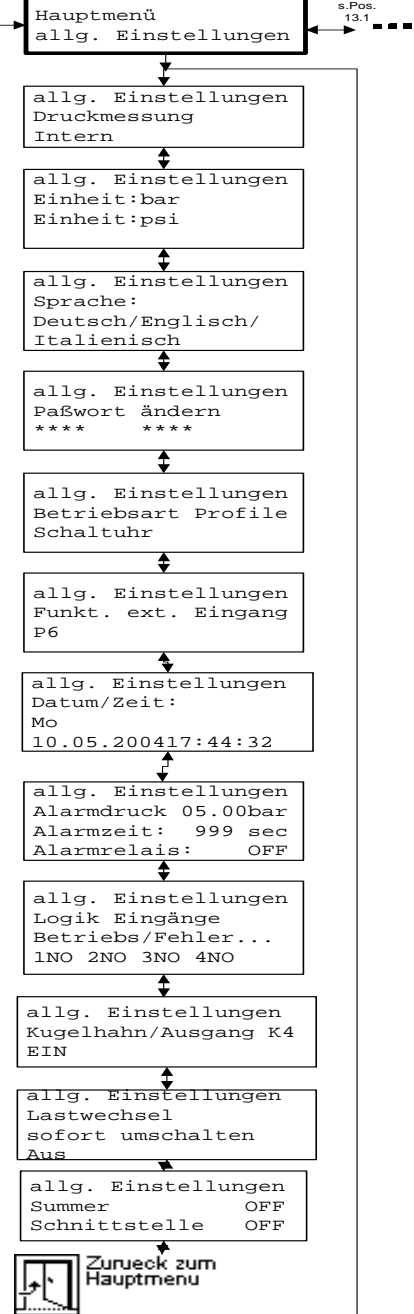 s.Pos.
13.1
Hauptmenü
allg. Einstellungen
allg. Einstellungen
Druckmessung
Intern
allg. Einstellungen
Einheit:bar
Einheit:psi
allg. Einstellungen
Sprache:
Deutsch/Englisch/
Italienisch
allg. Einstellungen
Paßwort ändern
**** ****
allg. Einstellungen
Betriebsart Profile
Schaltuhr
allg. Einstellungen
Funkt. ext. Eingang
P6
allg. Einstellungen
Datum/Zeit:
Mo
10.05.200417:44:32
allg. Einstellungen
Alarmdruck 05.00bar
Alarmzeit: 999 sec
Alarmrelais: OFF
allg. Einstellungen
Logik Eingänge
Betriebs/Fehler...
1NO 2NO 3NO 4NO
allg. Einstellungen
Kugelhahn/Ausgang K4
EIN
allg. Einstellungen
Lastwechsel
sofort umschalten
Aus
allg. Einstellungen
Summer OFF
Schnittstelle OFF
Zurueck zum
Hauptmenu